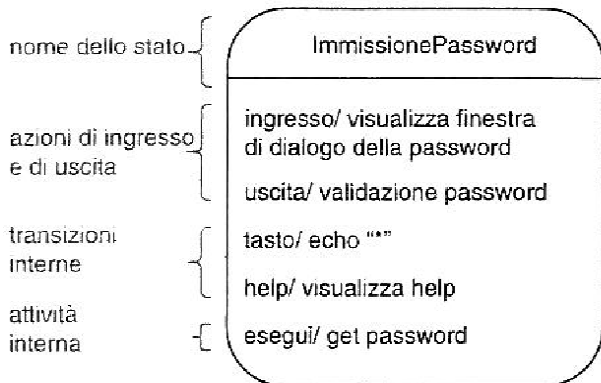 nome dello stato
ImmissionePassword
azioni di ingresso
e di uscita
ingresso/ visualizza finestra
di dialogo della password
uscita/ validazione password
transizioni
interne
tasto/ echo "*"
help/ visualizza help
attività
interna
esegui/ get password